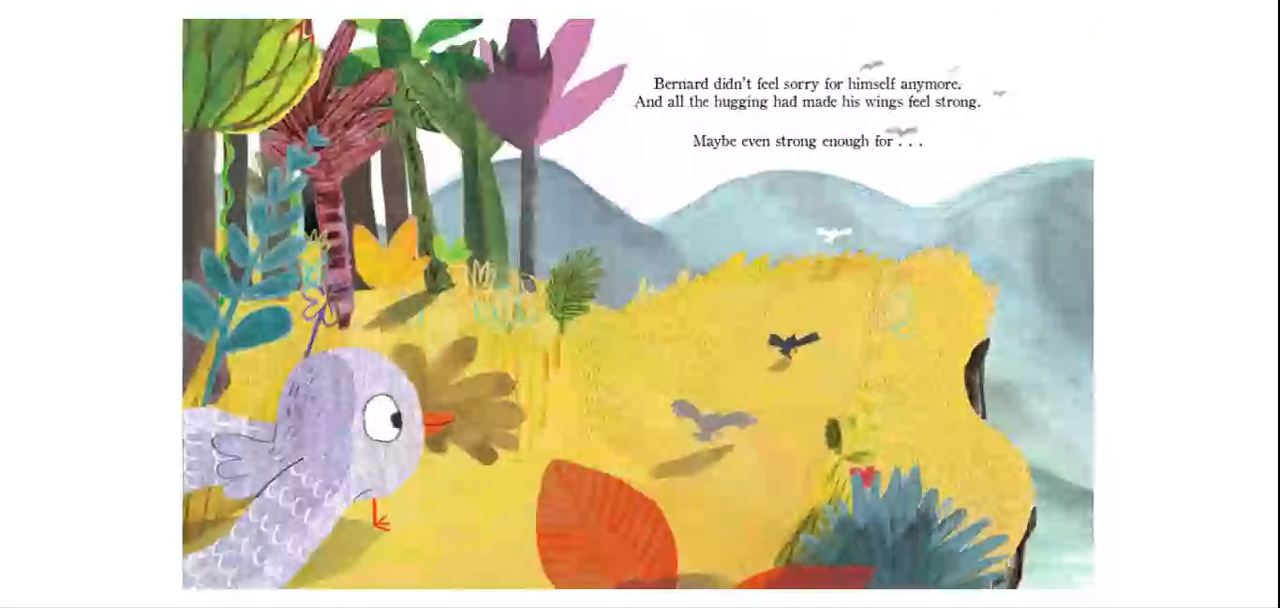 Bernard didn't feel sorry for himself anymore.
And all the hugging had made his wings feel strong.
Maybe even strong enough for . . .